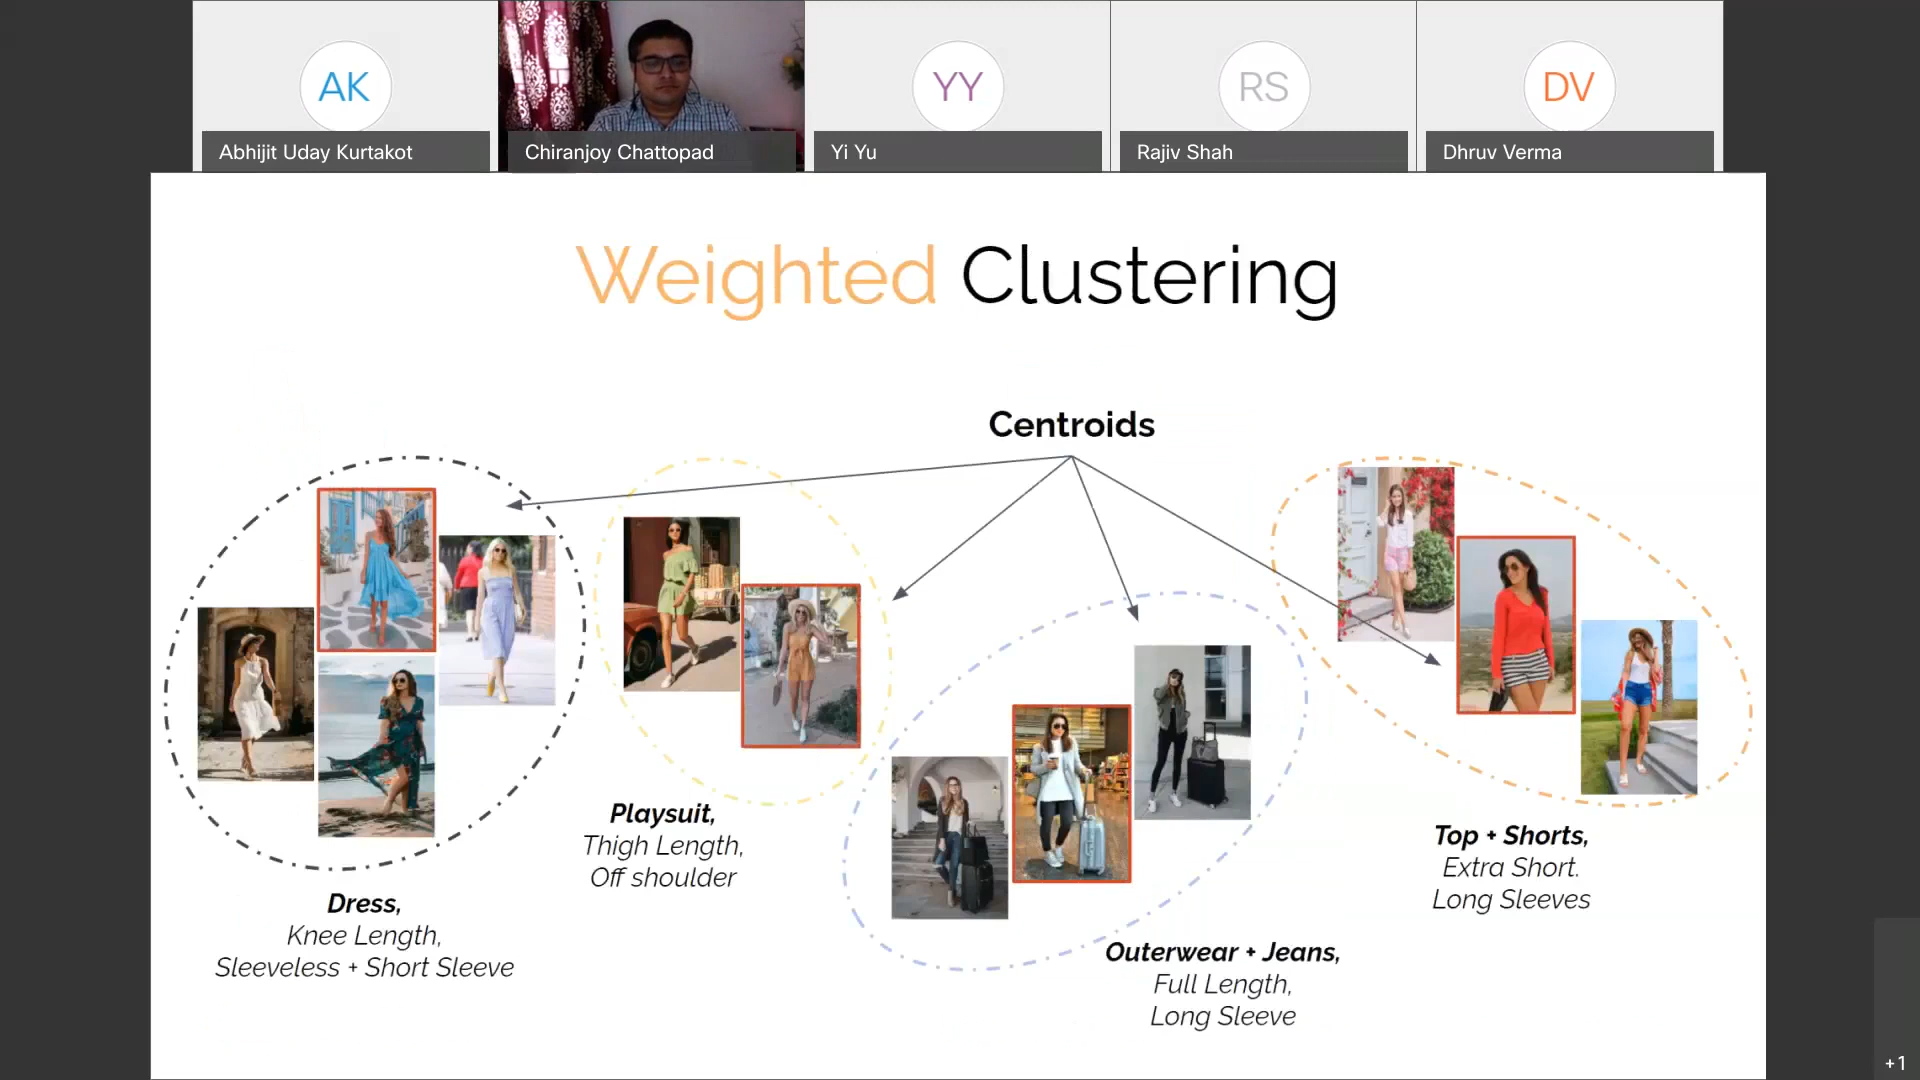 AK
YY
RS
DV
Abhijit Uday Kurtakot
Chiranjoy Chattopad
Yi Yu
Rajiv Shah
Dhruv Verma
Weighted Clustering
Centroids
Playsuit,
Thigh Length,
Off shoulder
Top + Shorts,
Extra Short.
Long Sleeves
Dress,
Knee Length,
Sleeveless + Short Sleeve
Outerwear + Jeans,
Full Length,
Long Sleeve
+1